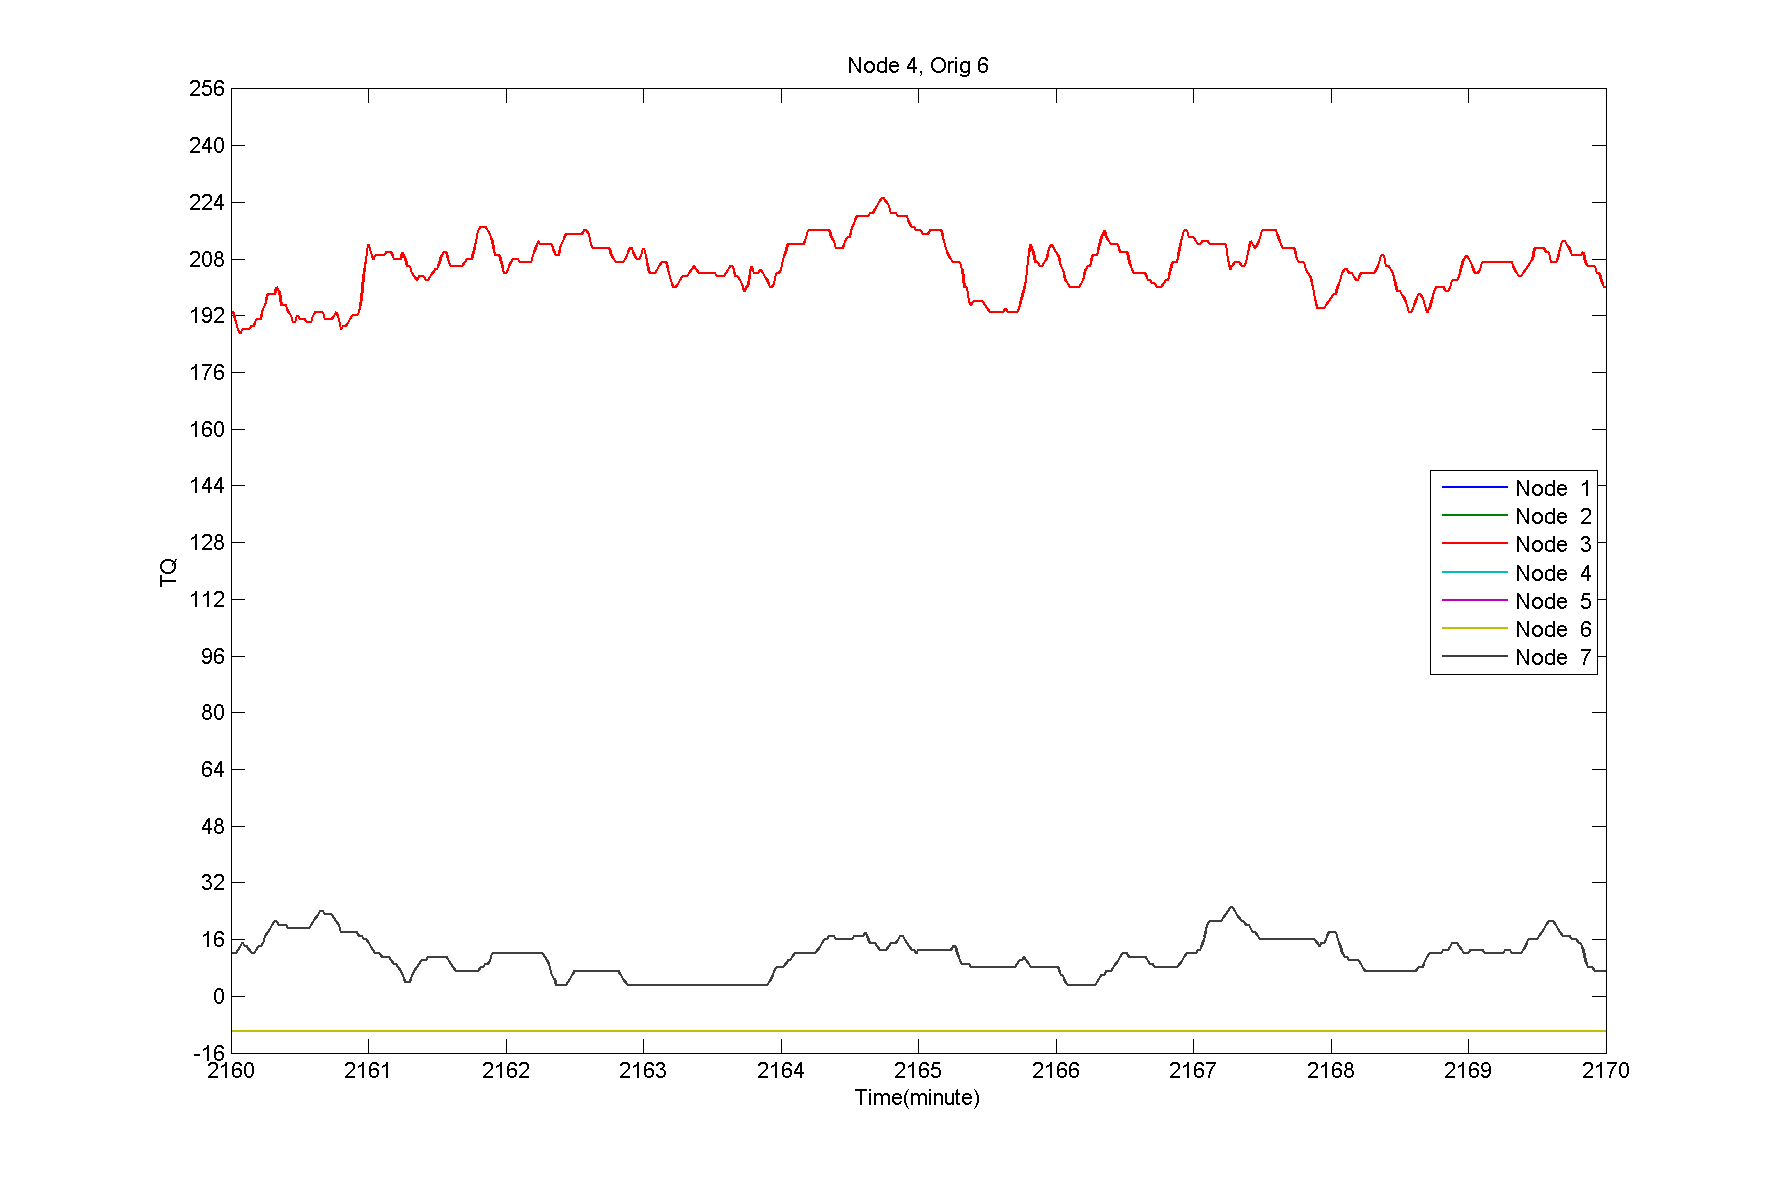 Node 4, Orig 6
256
240
224
208
192
176
160
144
128
112
96
80
64
48
32
16
0
-16
TQ
Node 1
Node 2
Node 3
Node 4
Node 5
Node 6
Node 7
2160 2161 2162 2163 2164 2165 2166 2167 2168 2169 2170
Time(minute)